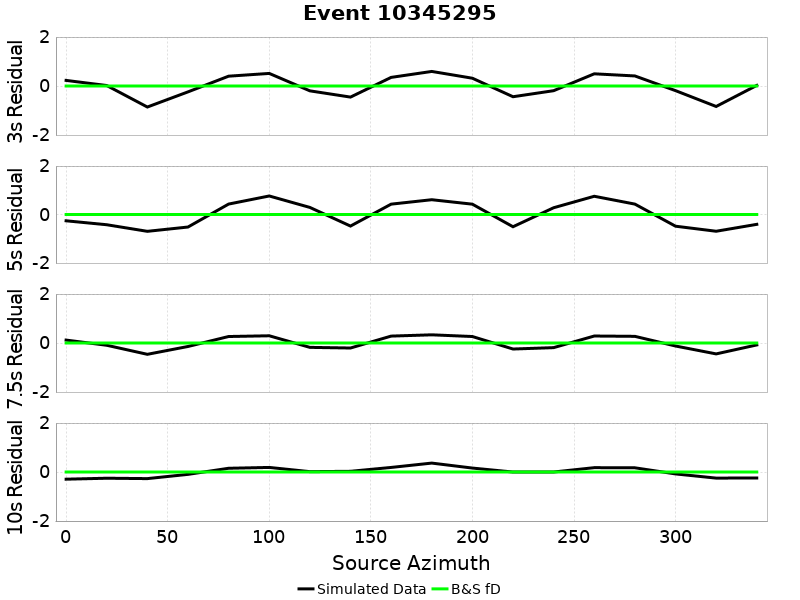 Event 10345295
3s Residual
2
0
-2
5s Residual
2
0
-2
7.5s Residual
2
0
-2
10s Residual
2
0
-2
0 50 100 150 200 250 300
Source Azimuth
Simulated Data B&S fD